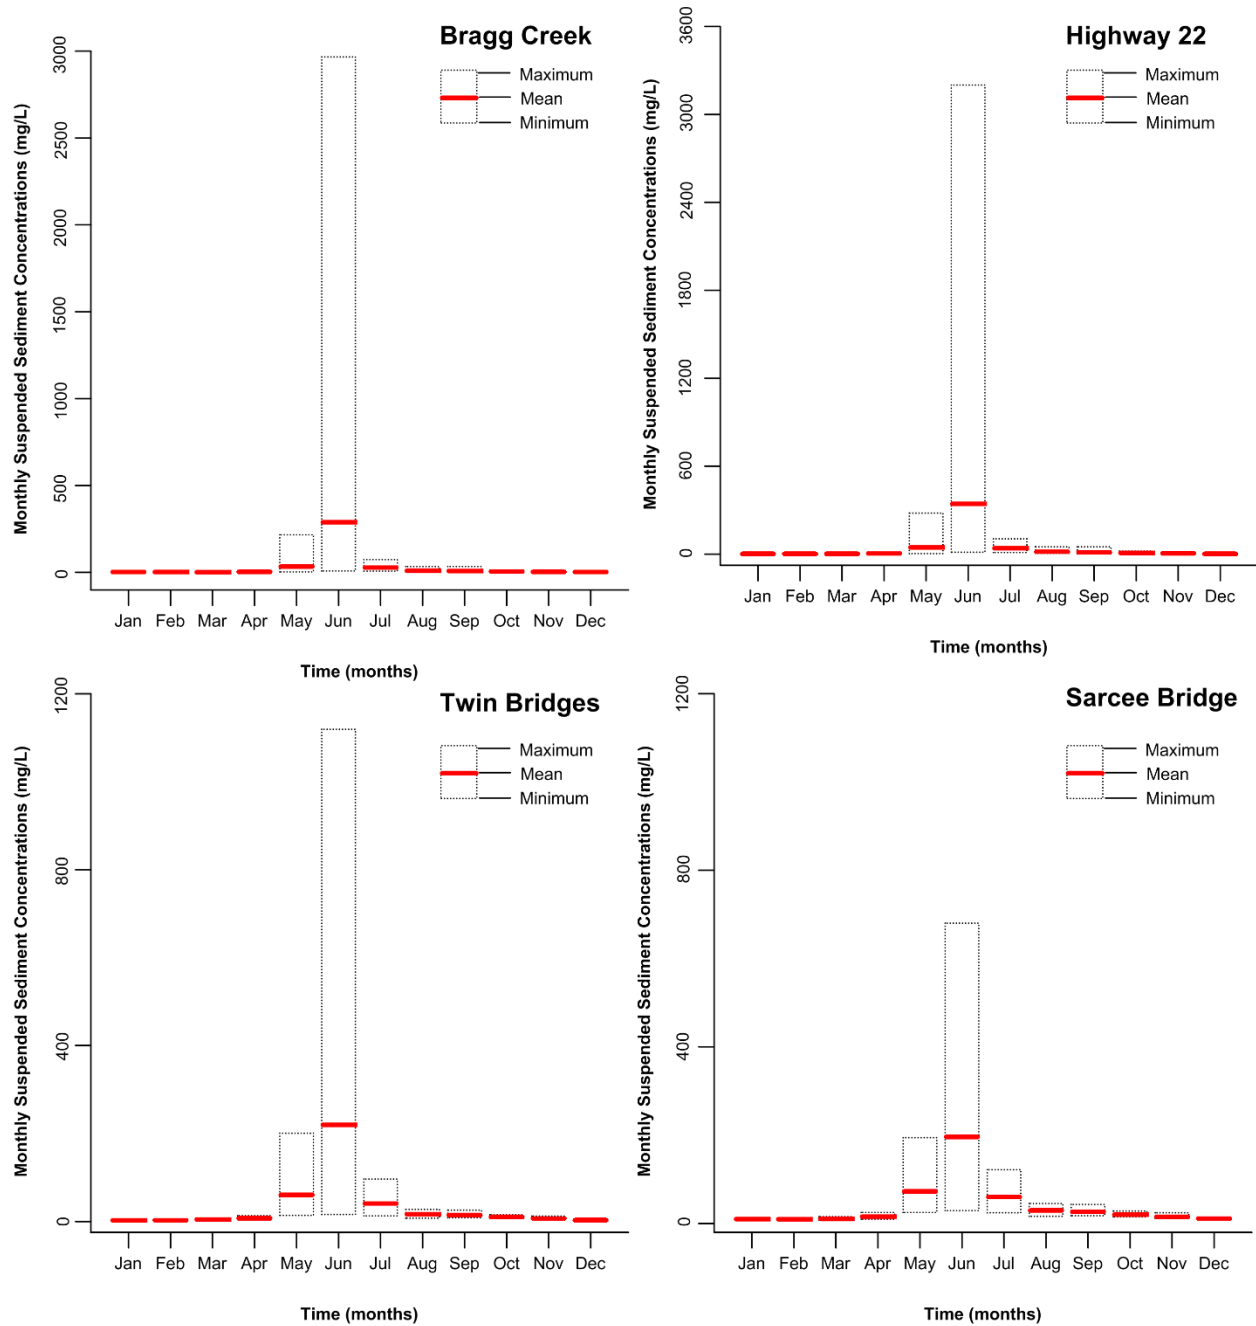 Bragg Creek
Maximum
Mean
Minimum
Monthly Suspended Sediment Concentrations (mg/L)
3000
2500
2000
1500
1000
500
0
Jan Feb Mar Apr May Jun Jul Aug Sep Oct Nov Dec
Time (months)
Highway 22
Maximum
Mean
Minimum
Monthly Suspended Sediment Concentrations (mg/L)
3600
3000
2400
1800
1200
600
0
Jan Feb Mar Apr May Jun Jul Aug Sep Oct Nov Dec
Time (months)
Twin Bridges
Maximum
Mean
Minimum
Monthly Suspended Sediment Concentrations (mg/L)
1200
800
400
0
Jan Feb Mar Apr May Jun Jul Aug Sep Oct Nov Dec
Time (months)
Sarcee Bridge
Maximum
Mean
Minimum
Monthly Suspended Sediment Concentrations (mg/L)
1200
800
400
0
Jan Feb Mar Apr May Jun Jul Aug Sep Oct Nov Dec
Time (months)